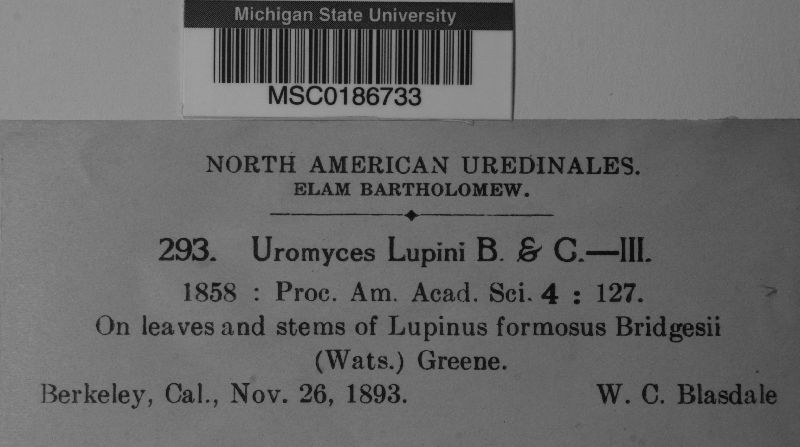 Michigan State University
MSC0186733
NORTH AMERICAN UREDINALES.
ELAM BARTHOLOMEW.
293. Uromyces Lupini B. & C.—III.
1858 : Proc. Am. Acad. Sci. 4 : 127.
On leaves and stems of Lupinus formosus Bridgesii
(Wats.) Greene.
Berkeley, Cal., Nov. 26, 1893. W. C. Blasdale